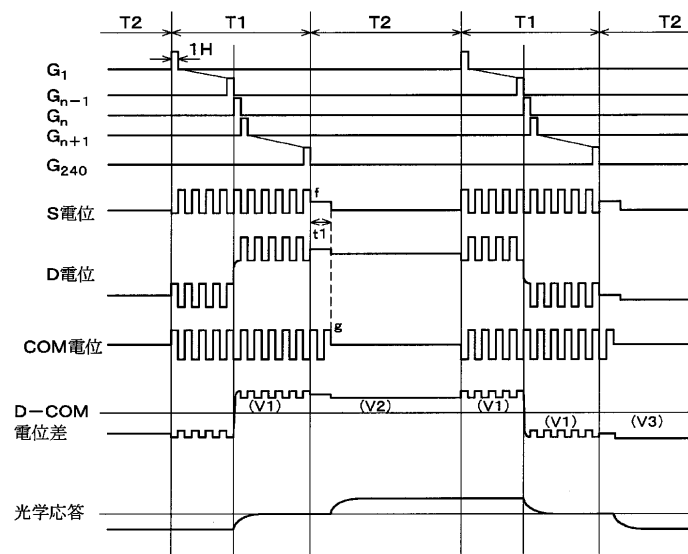 T2 T1 T2 T1 T2
1H
G1
Gn-1
Gn
Gn+1
G240
f
S電位
t1
D電位
g
COM電位
D-COM
電位差
(V1) (V2) (V1) (V1) (V3)
光学応答